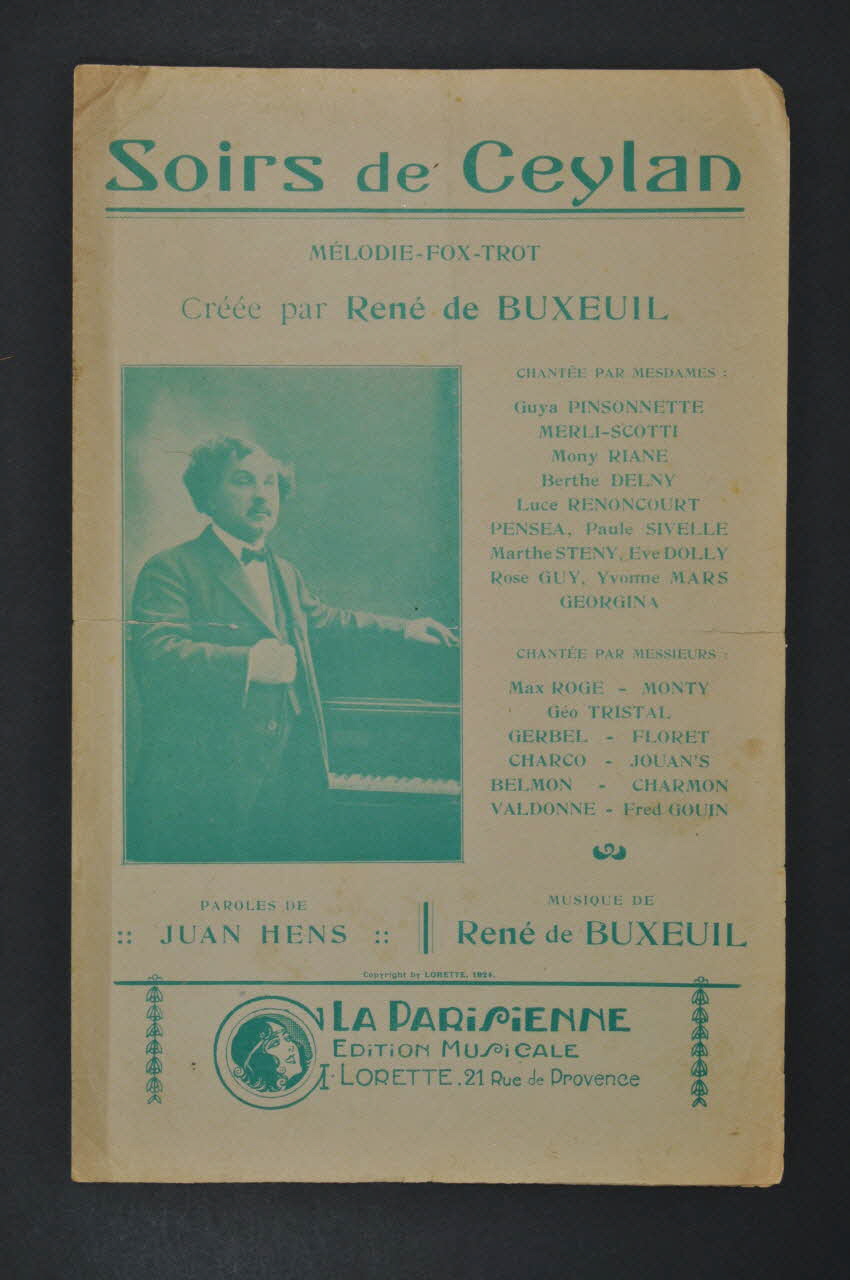 Soirs de Ceylan
MÉLODIE-FOX-TROT
Créée par René de BUXEUIL
CHANTÉE PAR MESDAMES :
Guya PINSONNETTE
MERLI-SCOTTI
Mony RIANE
Berthe DELNY
Luce RENONCOURT
PENSEA, Paule SIVELLE
Marthe STENY, Eve DOLLY
Rose GUY, Yvonne MARS
GEORGINA
CHANTÉE PAR MESSIEURS :
Max ROGE - MONTY
Géo TRISTAL
GERBEL - FLORET
CHARCO - JOUAN'S
BELMON - CHARMON
VALDONNE - Fred GOUIN
PAROLES DE
:: JUAN HENS ::
MUSIQUE DE
René de BUXEUIL
Copyright by LORETTE, 1924.
LA PARISIENNE
EDITION MUSICALE
I. LORETTE. 21 Rue de Provence